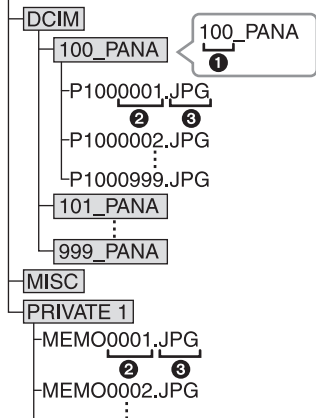 DCIM
100_PANA
100_PANA
❶
P1000001.JPG
❷ ❸
P1000002.JPG
P1000999.JPG
101_PANA
999_PANA
MISC
PRIVATE 1
MEMO0001.JPG
❷ ❸
MEMO0002.JPG